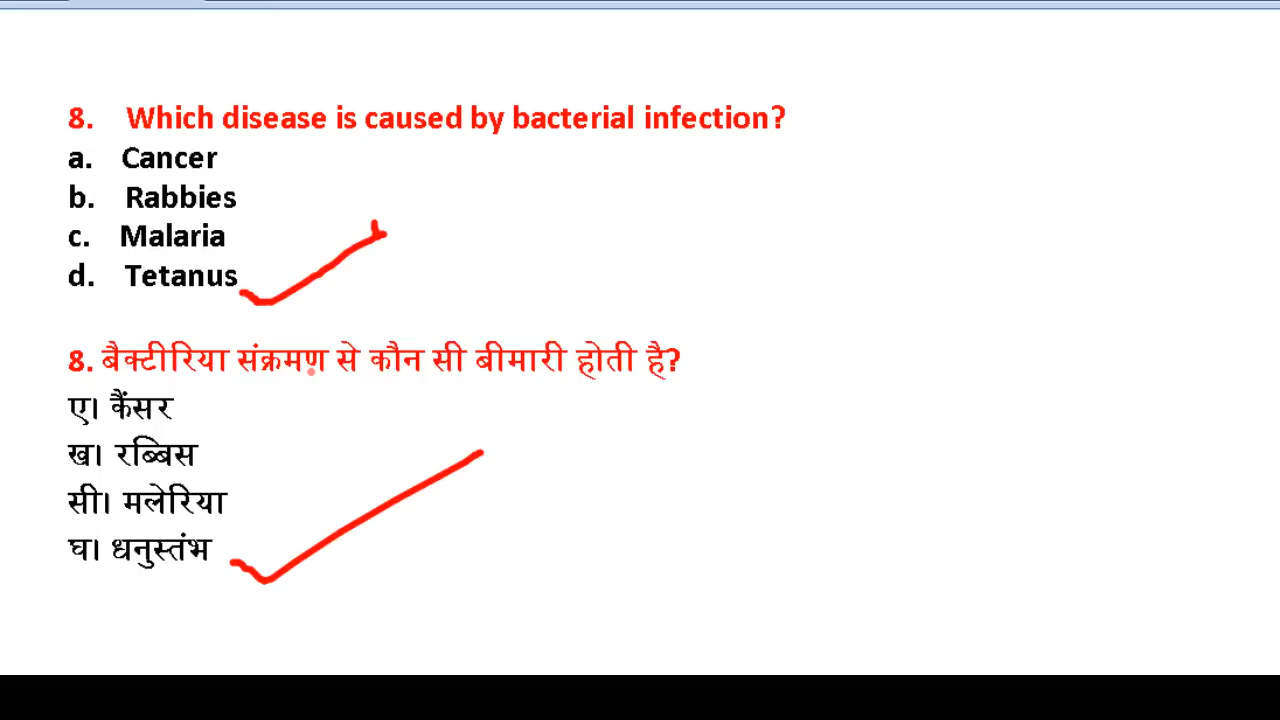 8. Which disease is caused by bacterial infection?
a. Cancer
b. Rabbies
c. Malaria
d. Tetanus
8. बैक्टीरिया संक्रमण से कौन सी बीमारी होती है?
ए। कैंसर
ख। रब्बिस
सी। मलेरिया
घ। धनुस्तंभ